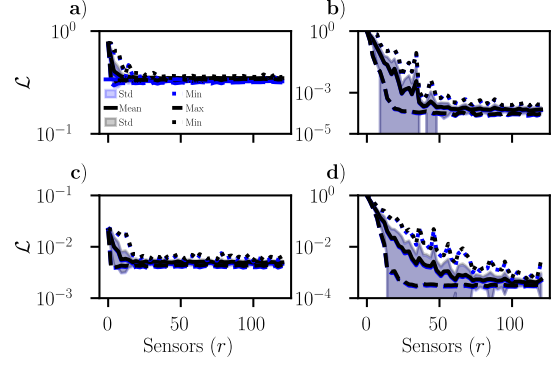 a)
b)
10^0
10^-1
ℒ
Std
Mean
Std
Min
Max
Min
10^0
10^-3
10^-5
c)
d)
10^-1
10^-2
10^-3
ℒ
0
50
100
Sensors (r)
10^0
10^-2
10^-4
0
50
100
Sensors (r)